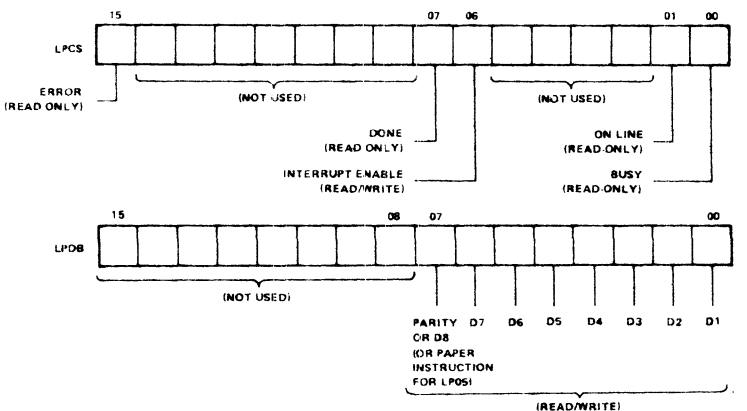 15 07 06 01 00
LPCS
ERROR
(READ ONLY)
(NOT USED)
(NOT USED)
DONE
(READ ONLY)
ON LINE
(READ-ONLY)
INTERRUPT ENABLE
(READ/WRITE)
BUSY
(READ-ONLY)
15 08 07 00
LPDB
(NOT USED)
PARITY D7 D6 D5 D4 D3 D2 D1
OR D8
(OR PAPER
INSTRUCTION
FOR LP05)
(READ/WRITE)